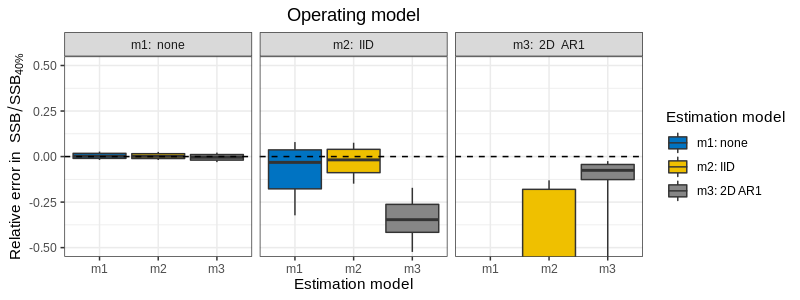 Operating model
m1: none
m2: IID
m3: 2D AR1
Relative error in SSB/SSB40%
0.50
0.25
0.00
-0.25
-0.50
m1 m2 m3
m1 m2 m3
m1 m2 m3
Estimation model
Estimation model
m1: none
m2: IID
m3: 2D AR1